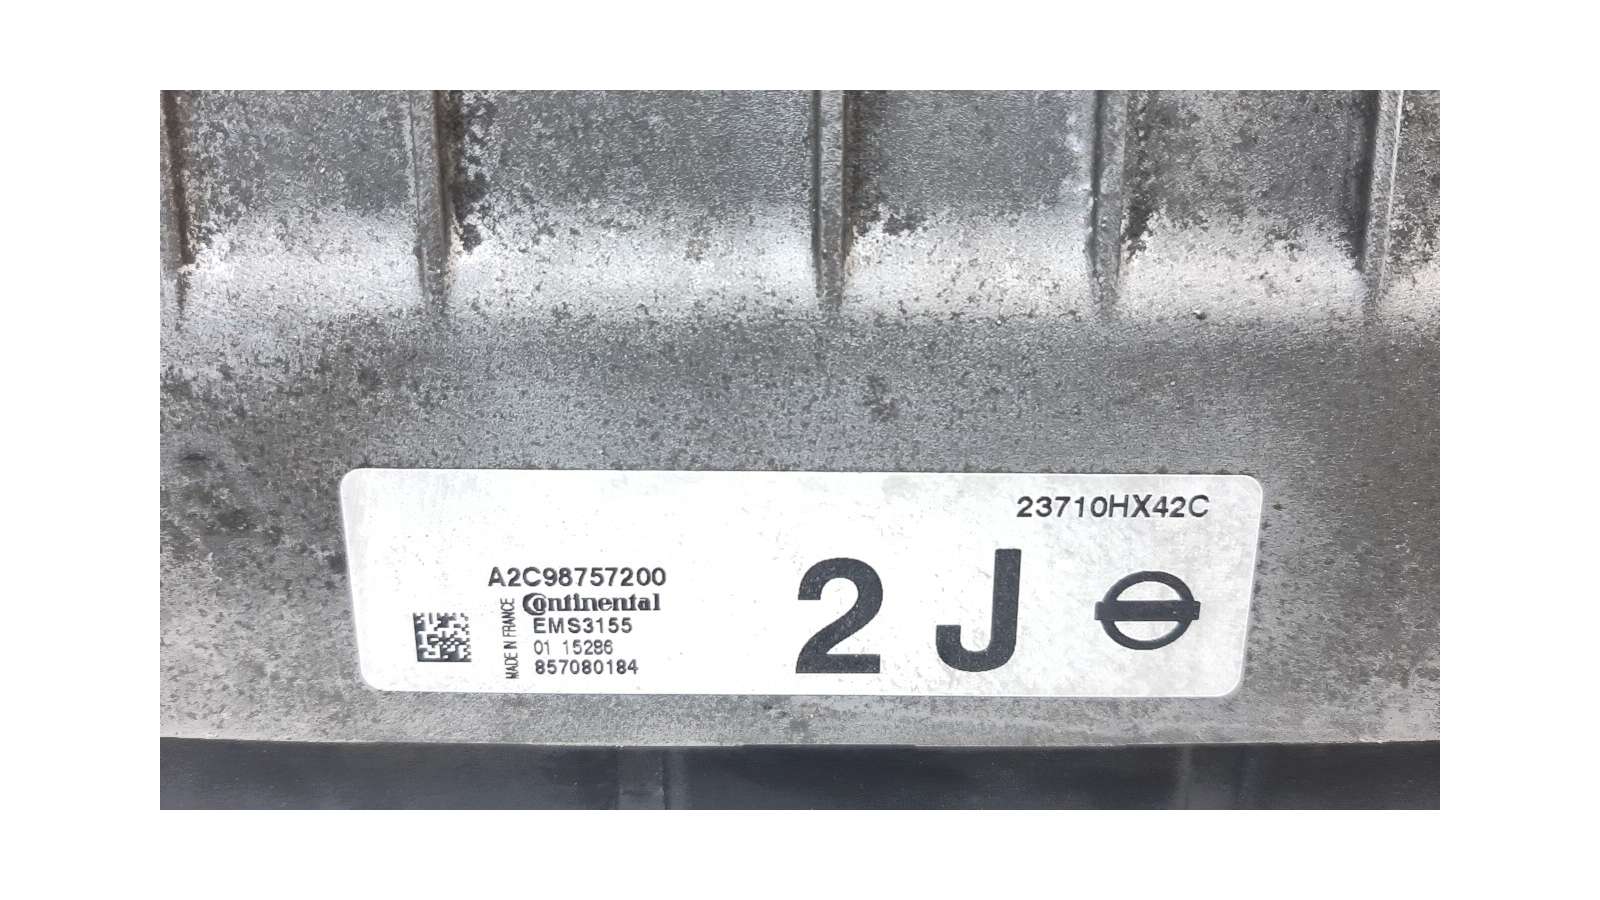 23710HX42C
A2C98757200
Continental
EMS3155
01 15286
857080184
MADE IN FRANCE
2 J